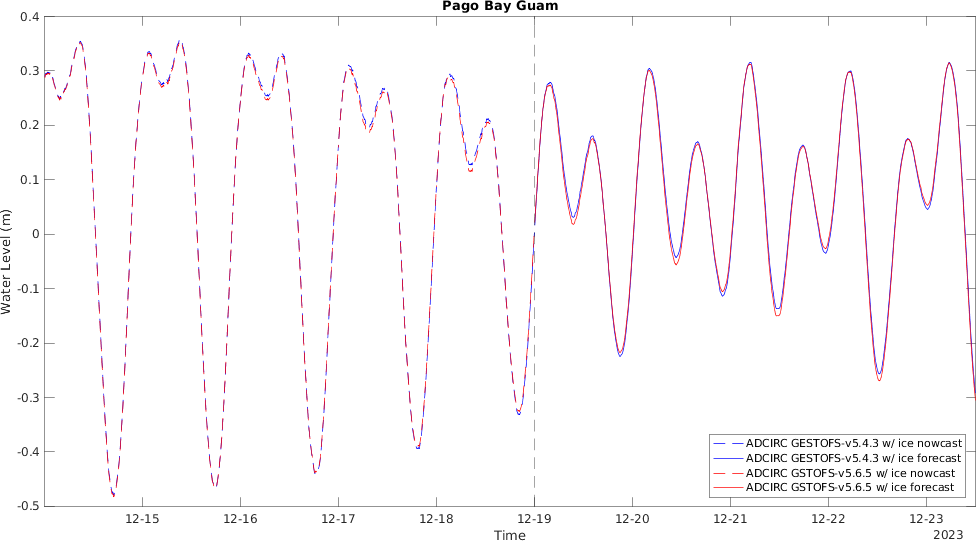 Pago Bay Guam
0.4
0.3
0.2
0.1
0
-0.1
-0.2
-0.3
-0.4
-0.5
Water Level (m)
12-15 12-16 12-17 12-18 12-19 12-20 12-21 12-22 12-23
Time
2023
ADCIRC GESTOFS-v5.4.3 w/ ice nowcast
ADCIRC GESTOFS-v5.4.3 w/ ice forecast
ADCIRC GSTOFS-v5.6.5 w/ ice nowcast
ADCIRC GSTOFS-v5.6.5 w/ ice forecast